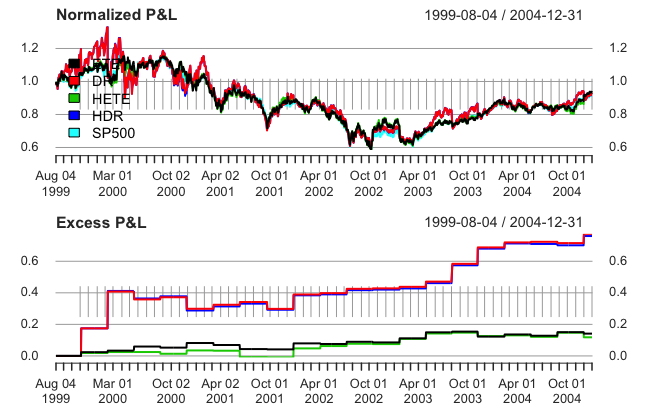 Normalized P&L 1999-08-04 / 2004-12-31
1.2 1.2
1.0 1.0
0.8 0.8
0.6 0.6
HETE
HDR
SP500
Aug 04 Mar 01 Oct 02 Apr 02 Oct 01 Apr 01 Oct 01 Apr 01 Oct 01 Apr 01 Oct 01
1999 2000 2000 2001 2001 2002 2002 2003 2003 2004 2004
Excess P&L 1999-08-04 / 2004-12-31
0.6 0.6
0.4 0.4
0.2 0.2
0.0 0.0
Aug 04 Mar 01 Oct 02 Apr 02 Oct 01 Apr 01 Oct 01 Apr 01 Oct 01 Apr 01 Oct 01
1999 2000 2000 2001 2001 2002 2002 2003 2003 2004 2004